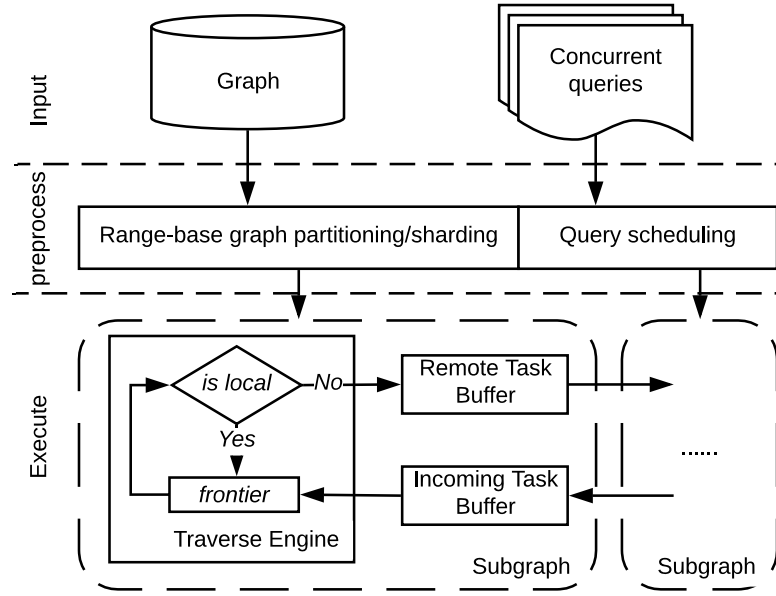 Input
Graph
Concurrent
queries
preprocess
Range-base graph partitioning/sharding
Query scheduling
Execute
is local
No
Yes
frontier
Traverse Engine
Remote Task
Buffer
Incoming Task
Buffer
Subgraph
......
Subgraph